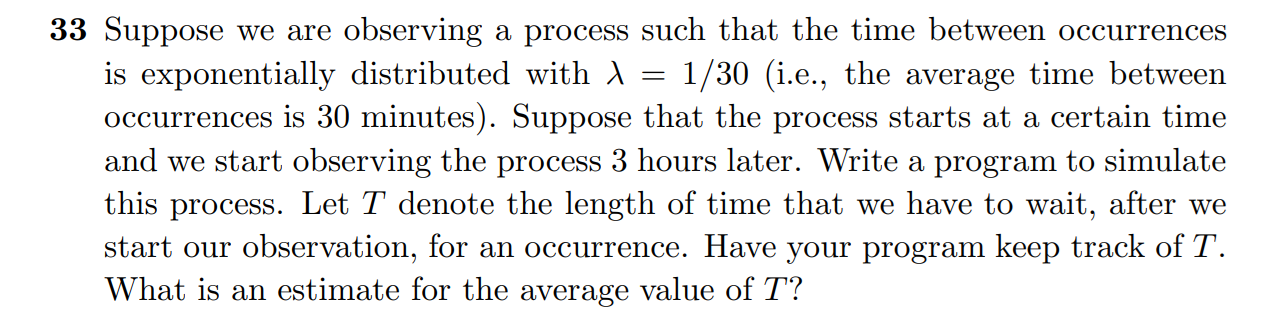 33 Suppose we are observing a process such that the time between occurrences
is exponentially distributed with λ = 1/30 (i.e., the average time between
occurrences is 30 minutes). Suppose that the process starts at a certain time
and we start observing the process 3 hours later. Write a program to simulate
this process. Let T denote the length of time that we have to wait, after we
start our observation, for an occurrence. Have your program keep track of T.
What is an estimate for the average value of T?